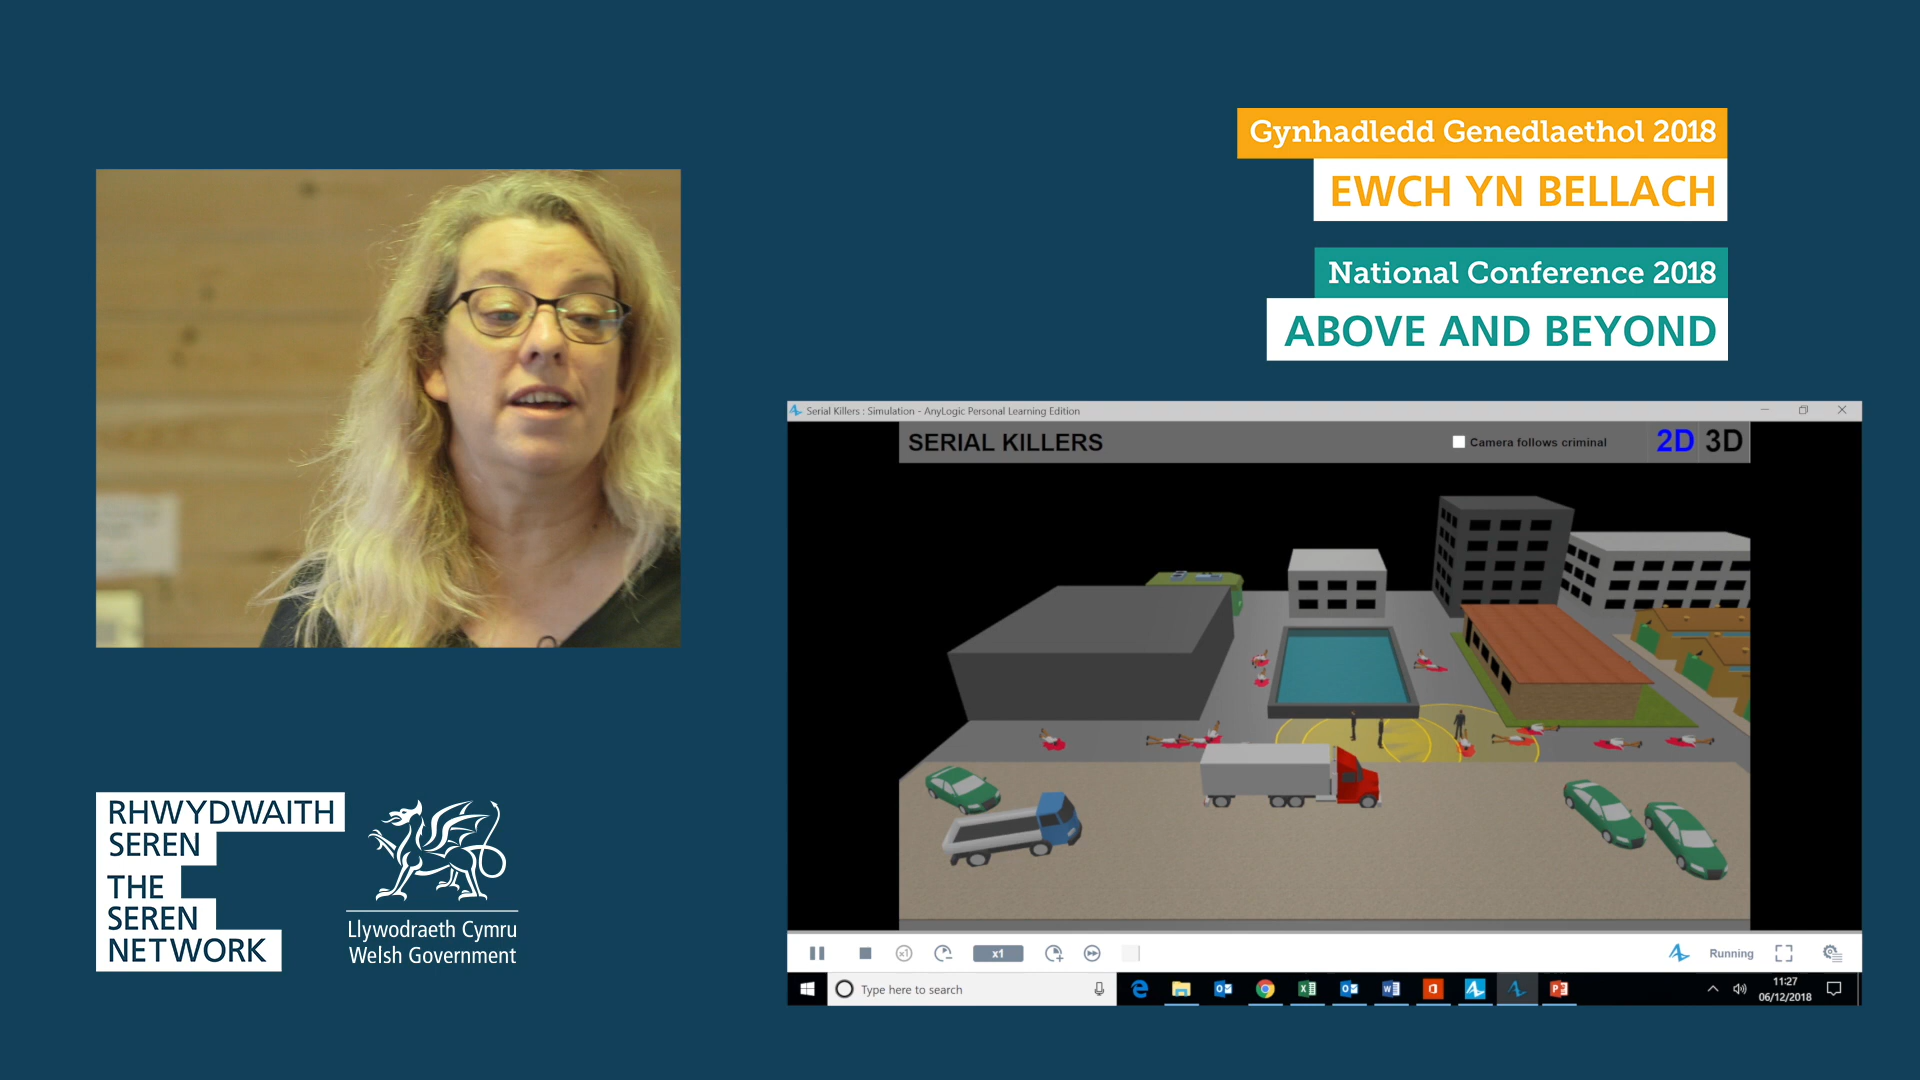 Gynhadledd Genedlaethol 2018
EWCH YN BELLACH
National Conference 2018
ABOVE AND BEYOND
Serial Killers : Simulation - AnyLogic Personal Learning Edition
SERIAL KILLERS
Camera follows criminal
2D 3D
x1
x1
Running
Type here to search
11:27
06/12/2018
RHWYDWAITH
SEREN
THE
SEREN
NETWORK
Llywodraeth Cymru
Welsh Government